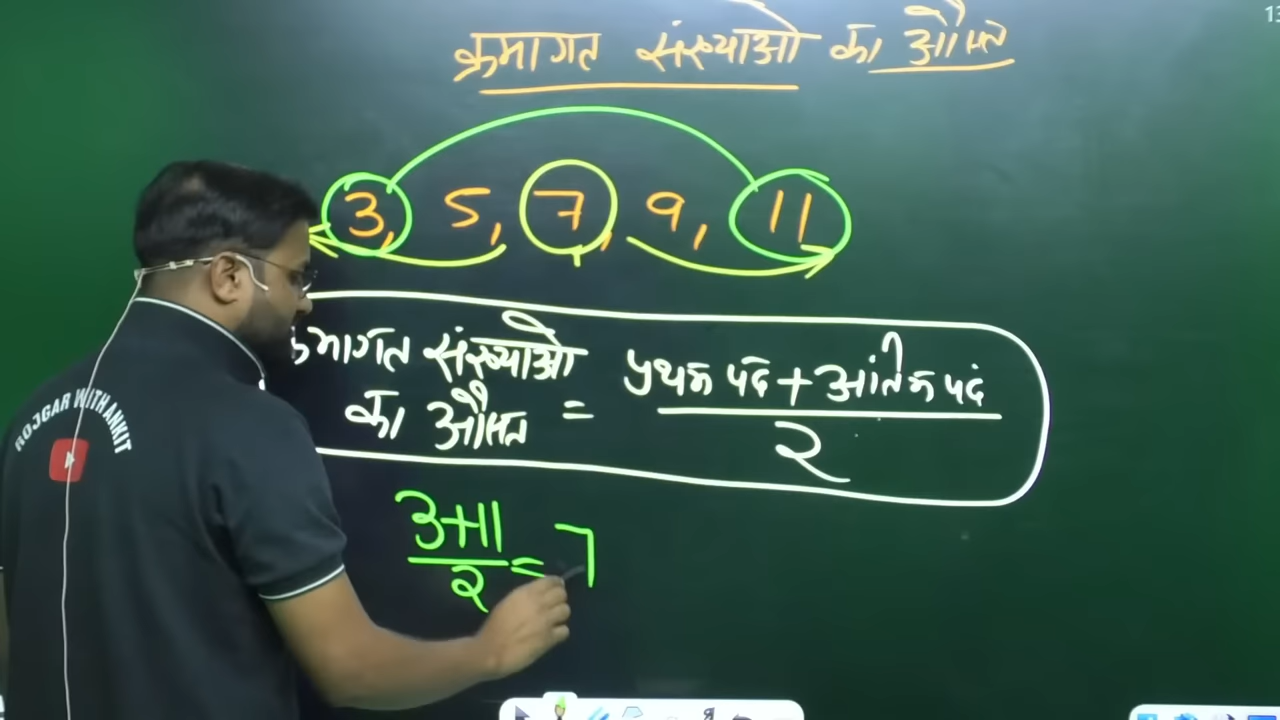 क्रमागत संख्याओ का औसत
3, 5, 7, 9, 11
क्रमागत संख्याओ का औसत = प्रथम पद + अंतिम पद / 2
3+11 / 2 = 7
ROJGAR WITH ANKIT
13